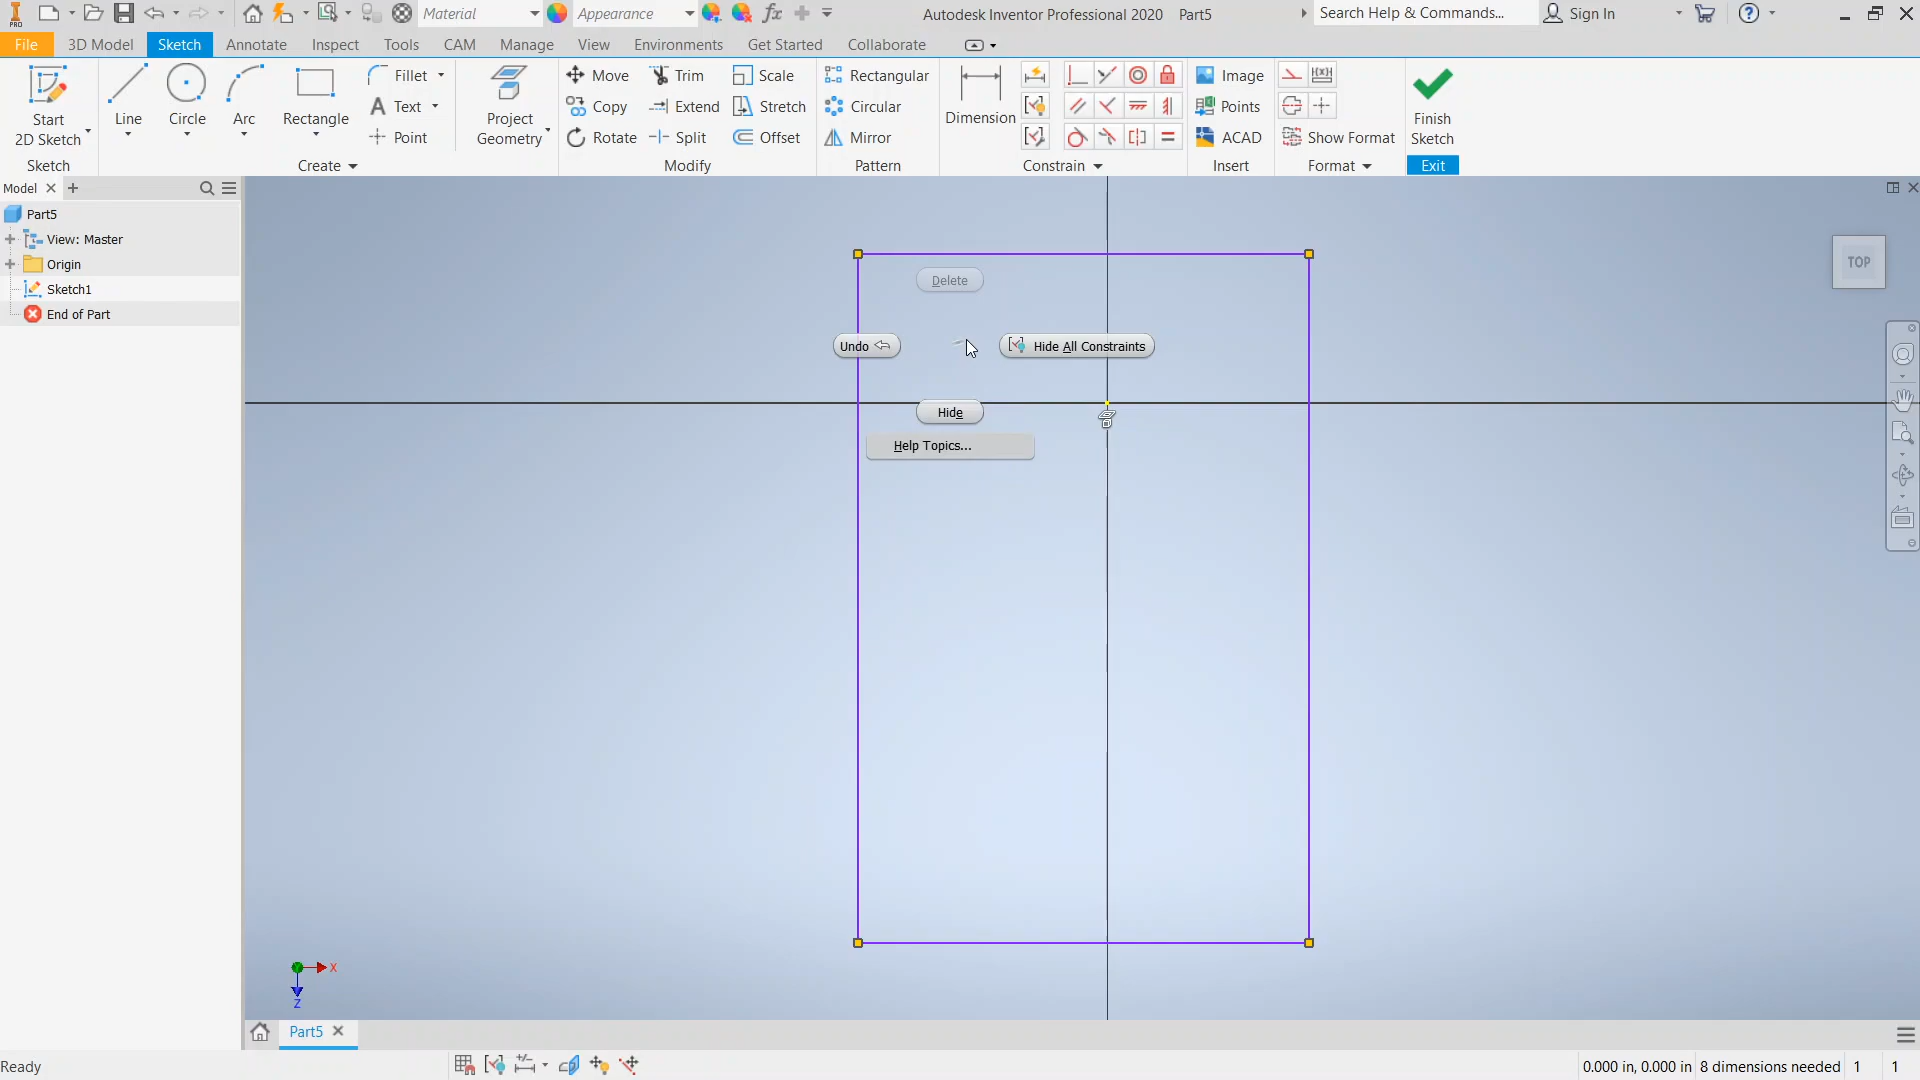 PRO Material Appearance Autodesk Inventor Professional 2020 Part5 Search Help & Commands... Sign In
File 3D Model Sketch Annotate Inspect Tools CAM Manage View Environments Get Started Collaborate
Fillet Move Trim Scale Rectangular Image
Text Copy Extend Stretch Circular Points
Start 2D Sketch Line Circle Arc Rectangle Project Geometry Dimension Finish Sketch
Point Rotate Split Offset Mirror ACAD Show Format
Sketch Create Modify Pattern Constrain Insert Format Exit
Model
Part5
View: Master
Origin
Sketch1
End of Part
TOP
Delete
Undo
Hide All Constraints
Hide
Help Topics...
X
Z
Part5
Ready
0.000 in, 0.000 in 8 dimensions needed 1 1